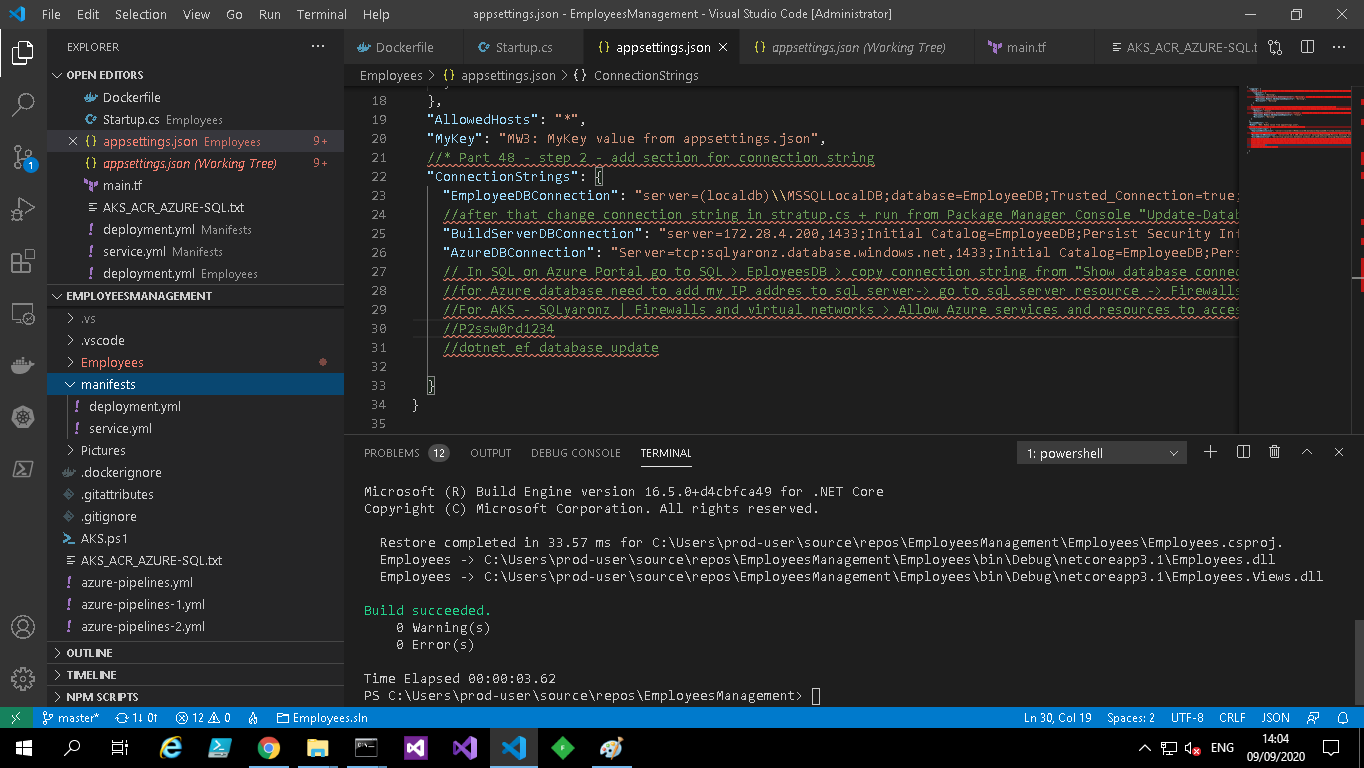 File Edit Selection View Go Run Terminal Help appsettings.json - EmployeesManagement - Visual Studio Code [Administrator]
EXPLORER
OPEN EDITORS
Dockerfile
Startup.cs Employees
appsettings.json Employees 9+
appsettings.json (Working Tree) 9+
main.tf
AKS_ACR_AZURE-SQL.txt
deployment.yml Manifests
service.yml Manifests
deployment.yml Employees
EMPLOYEESMANAGEMENT
.vs
.vscode
Employees
manifests
deployment.yml
service.yml
Pictures
.dockerignore
.gitattributes
.gitignore
AKS.ps1
AKS_ACR_AZURE-SQL.txt
azure-pipelines.yml
azure-pipelines-1.yml
azure-pipelines-2.yml
OUTLINE
TIMELINE
NPM SCRIPTS
1
Dockerfile Startup.cs appsettings.json appsettings.json (Working Tree) main.tf AKS_ACR_AZURE-SQL.t
Employees > {} appsettings.json > {} ConnectionStrings
18 },
19 "AllowedHosts": "*",
20 "MyKey": "MW3: MyKey value from appsettings.json",
21 //* Part 48 - step 2 - add section for connection string
22 "ConnectionStrings": {
23 "EmployeeDBConnection": "server=(localdb)\\MSSQLLocalDB;database=EmployeeDB;Trusted_Connection=true;
24 //after that change connection string in stratup.cs + run from Package Manager Console "Update-Datab
25 "BuildServerDBConnection": "server=172.28.4.200,1433;Initial Catalog=EmployeeDB;Persist Security Inf
26 "AzureDBConnection": "Server=tcp:sqlyaronz.database.windows.net,1433;Initial Catalog=EmployeeDB;Pers
27 // In SQL on Azure Portal go to SQL > EployeesDB > copy connection string from "Show database connec
28 //for Azure database need to add my IP addres to sql server-> go to sql server resource -> Firewalls
29 //For AKS - SQLyaronz | Firewalls and virtual networks > Allow Azure services and resources to acces
30 //P2ssw0rd1234
31 //dotnet ef database update
32
33 }
34 }
35
PROBLEMS 12 OUTPUT DEBUG CONSOLE TERMINAL 1: powershell
Microsoft (R) Build Engine version 16.5.0+d4cbfca49 for .NET Core
Copyright (C) Microsoft Corporation. All rights reserved.
Restore completed in 33.57 ms for C:\Users\prod-user\source\repos\EmployeesManagement\Employees\Employees.csproj.
Employees -> C:\Users\prod-user\source\repos\EmployeesManagement\Employees\bin\Debug\netcoreapp3.1\Employees.dll
Employees -> C:\Users\prod-user\source\repos\EmployeesManagement\Employees\bin\Debug\netcoreapp3.1\Employees.Views.dll
Build succeeded.
0 Warning(s)
0 Error(s)
Time Elapsed 00:00:03.62
PS C:\Users\prod-user\source\repos\EmployeesManagement>
master* 1↓ 0↑ 12 0 Employees.sln Ln 30, Col 19 Spaces: 2 UTF-8 CRLF JSON
ENG 14:04
09/09/2020